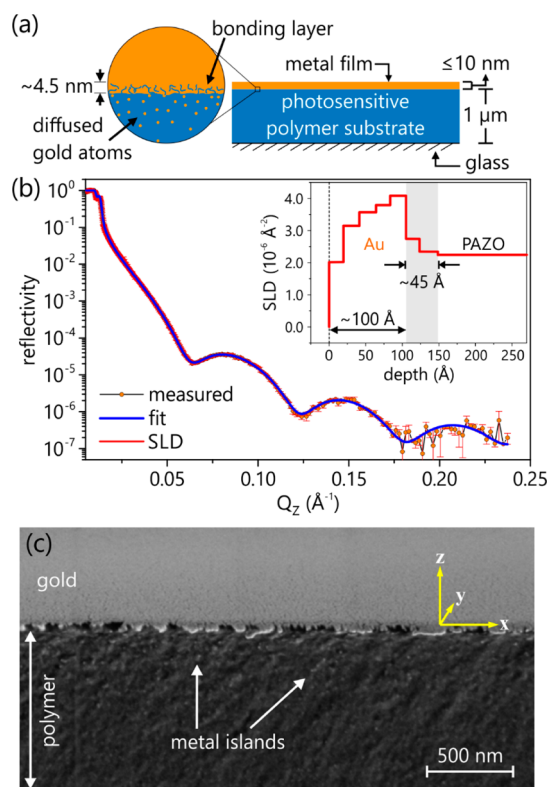 (a)
bonding layer
~4.5 nm
diffused
gold atoms
metal film
≤10 nm
photosensitive
polymer substrate
1 μm
glass
(b)
10⁰
10⁻¹
10⁻²
10⁻³
10⁻⁴
10⁻⁵
10⁻⁶
10⁻⁷
reflectivity
measured
fit
SLD
0.05
0.10
0.15
0.20
0.25
Q_Z (Å⁻¹)
4.0
3.0
2.0
1.0
0.0
SLD (10⁻⁶ Å⁻²)
Au
PAZO
~45 Å
~100 Å
0
50
100
150
200
250
depth (Å)
(c)
gold
z
y
x
polymer
metal islands
500 nm